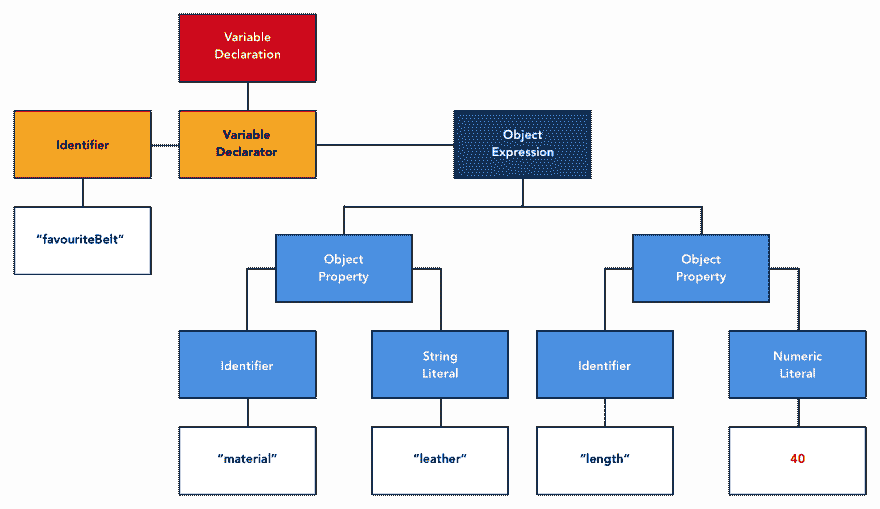 Variable
Declaration
Identifier
Variable
Declarator
Object
Expression
“favouriteBelt”
Object
Property
Object
Property
Identifier
String
Literal
Identifier
Numeric
Literal
“material”
“leather”
“length”
40